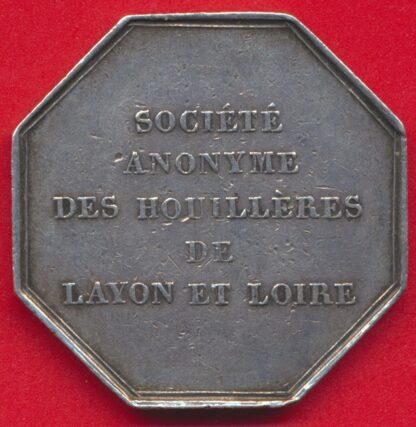 SOCIÉTÉ
ANONYME
DES HOUILLÈRES
DE
LAYON ET LOIRE